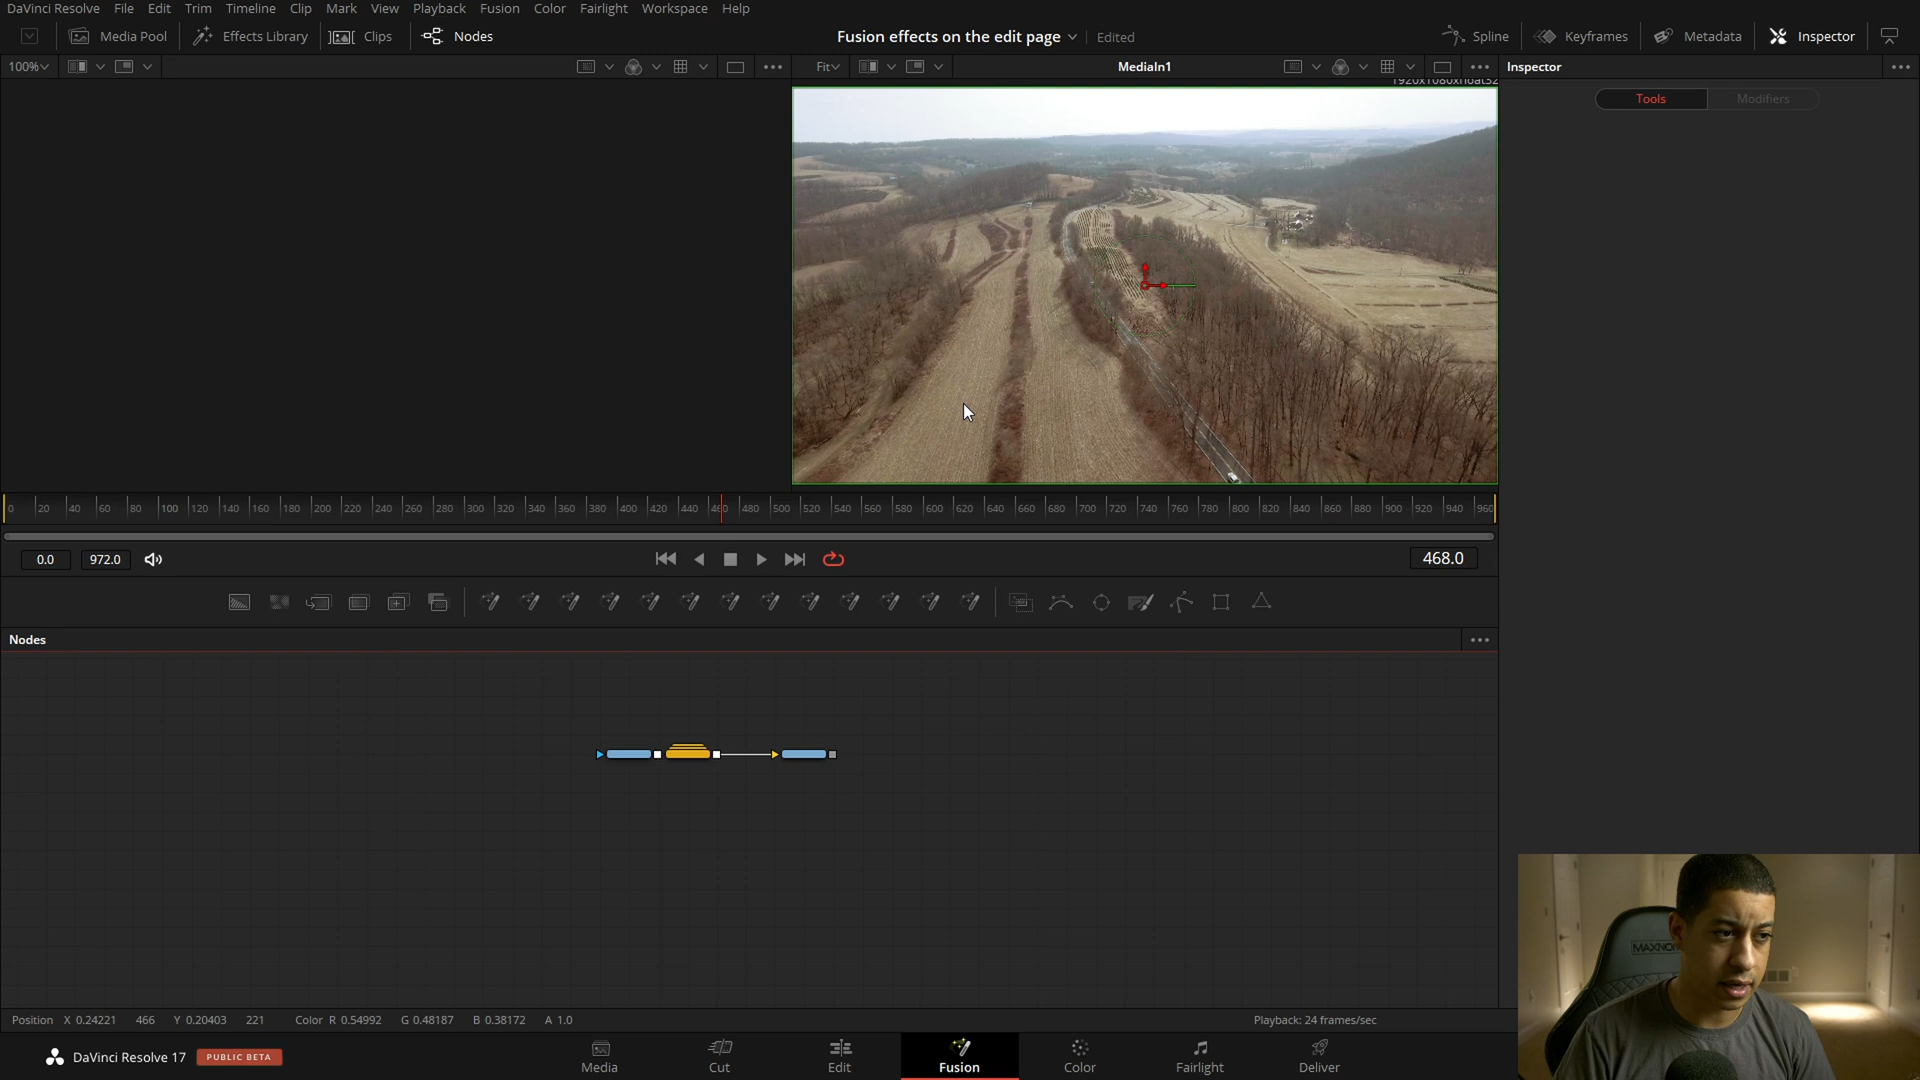 DaVinci Resolve File Edit Trim Timeline Clip Mark View Playback Fusion Color Fairlight Workspace Help
Media Pool Effects Library Clips Nodes Fusion effects on the edit page Edited Spline Keyframes Metadata Inspector
100% Fit MediaIn1 Inspector
1920x1080xfloat32
Tools Modifiers
0 20 40 60 80 100 120 140 160 180 200 220 240 260 280 300 320 340 360 380 400 420 440 460 480 500 520 540 560 580 600 620 640 660 680 700 720 740 760 780 800 820 840 860 880 900 920 940 960
0.0 972.0 468.0
Nodes
MAXNOM
Position X 0.24221 466 Y 0.20403 221 Color R 0.54992 G 0.48187 B 0.38172 A 1.0 Playback: 24 frames/sec
DaVinci Resolve 17 PUBLIC BETA Media Cut Edit Fusion Color Fairlight Deliver